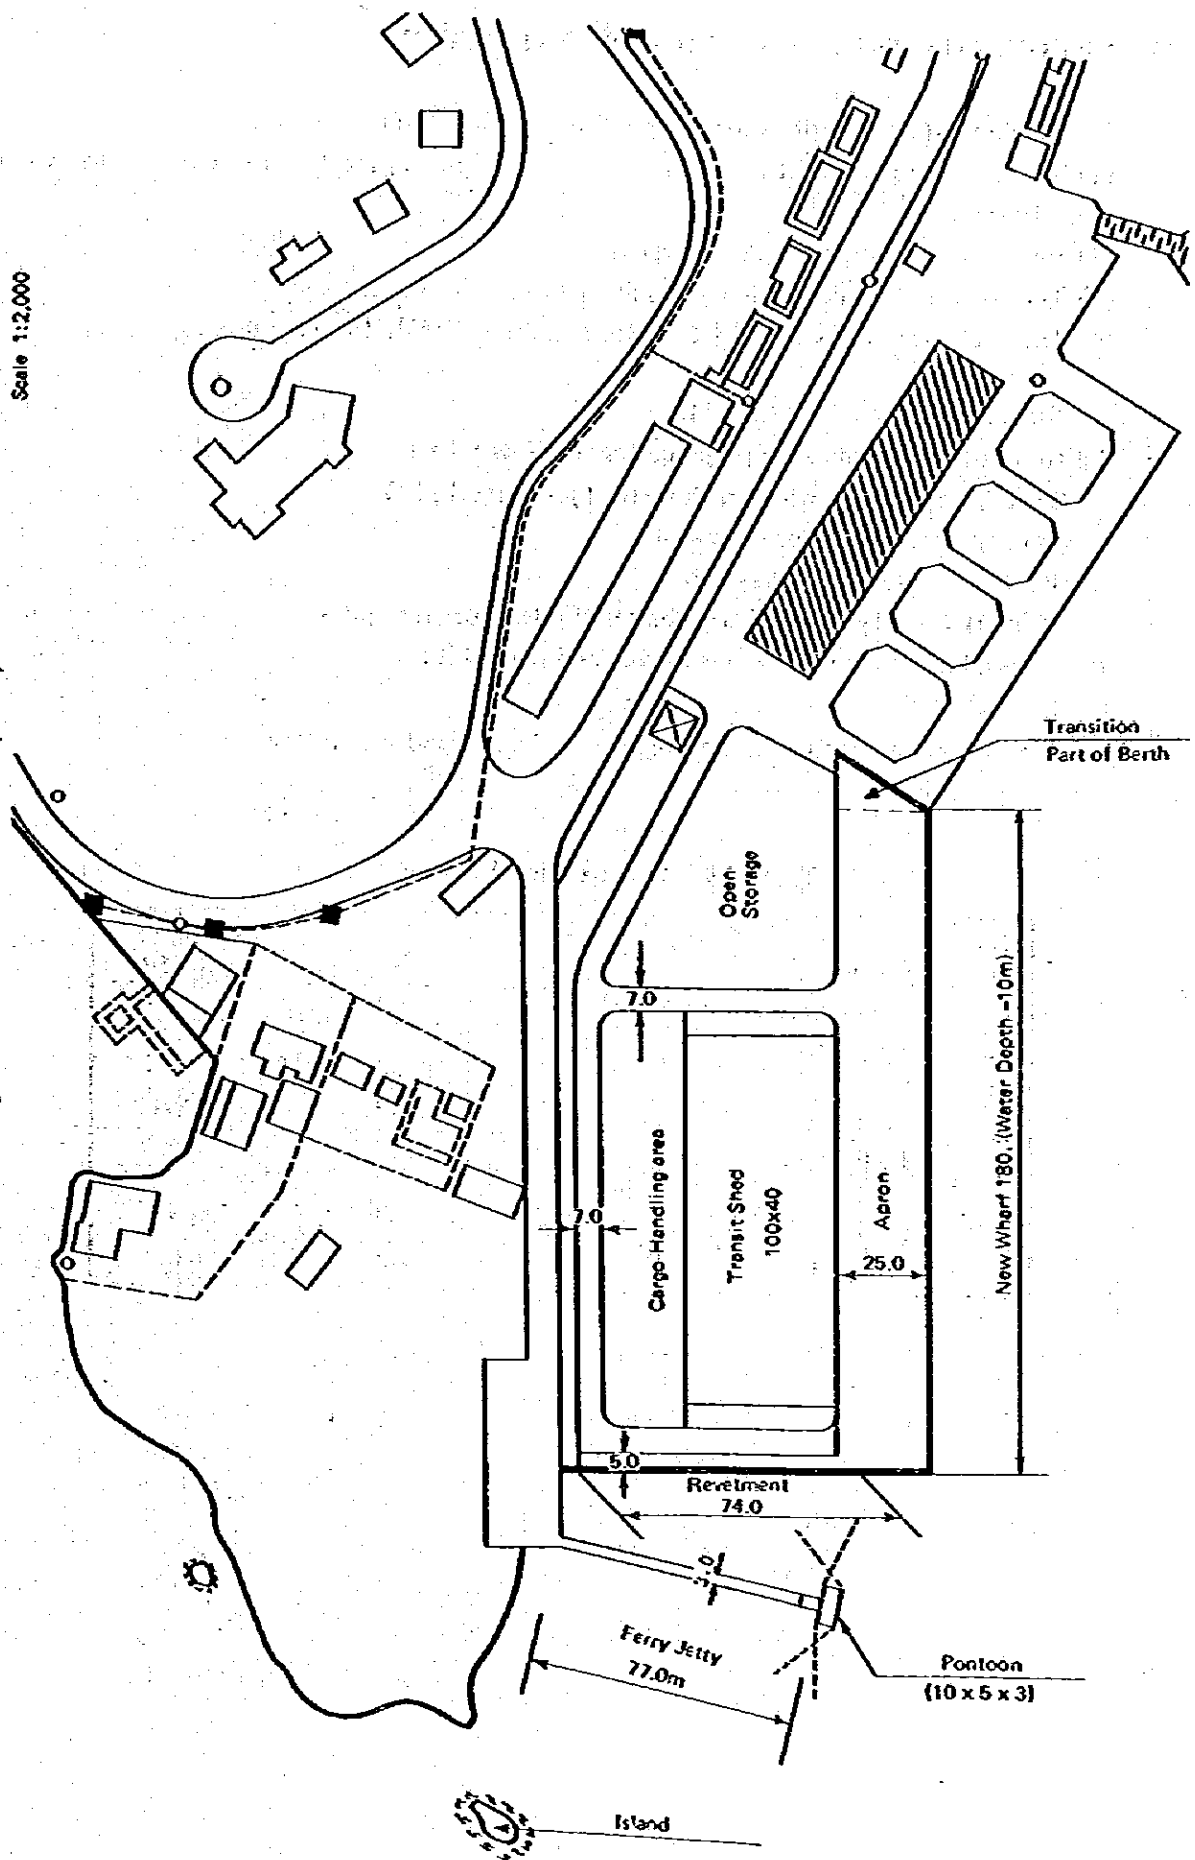 Scale 1:2,000
Transition
Part of Berth
Open
Storage
7.0
New Wharf 180. (Water Depth -10m)
Cargo Handling area
7.0
Transit Shed
100x40
Apron
25.0
5.0
Revetment
74.0
3.0
Ferry Jetty
77.0m
Pontoon
(10 x 5 x 3)
Island